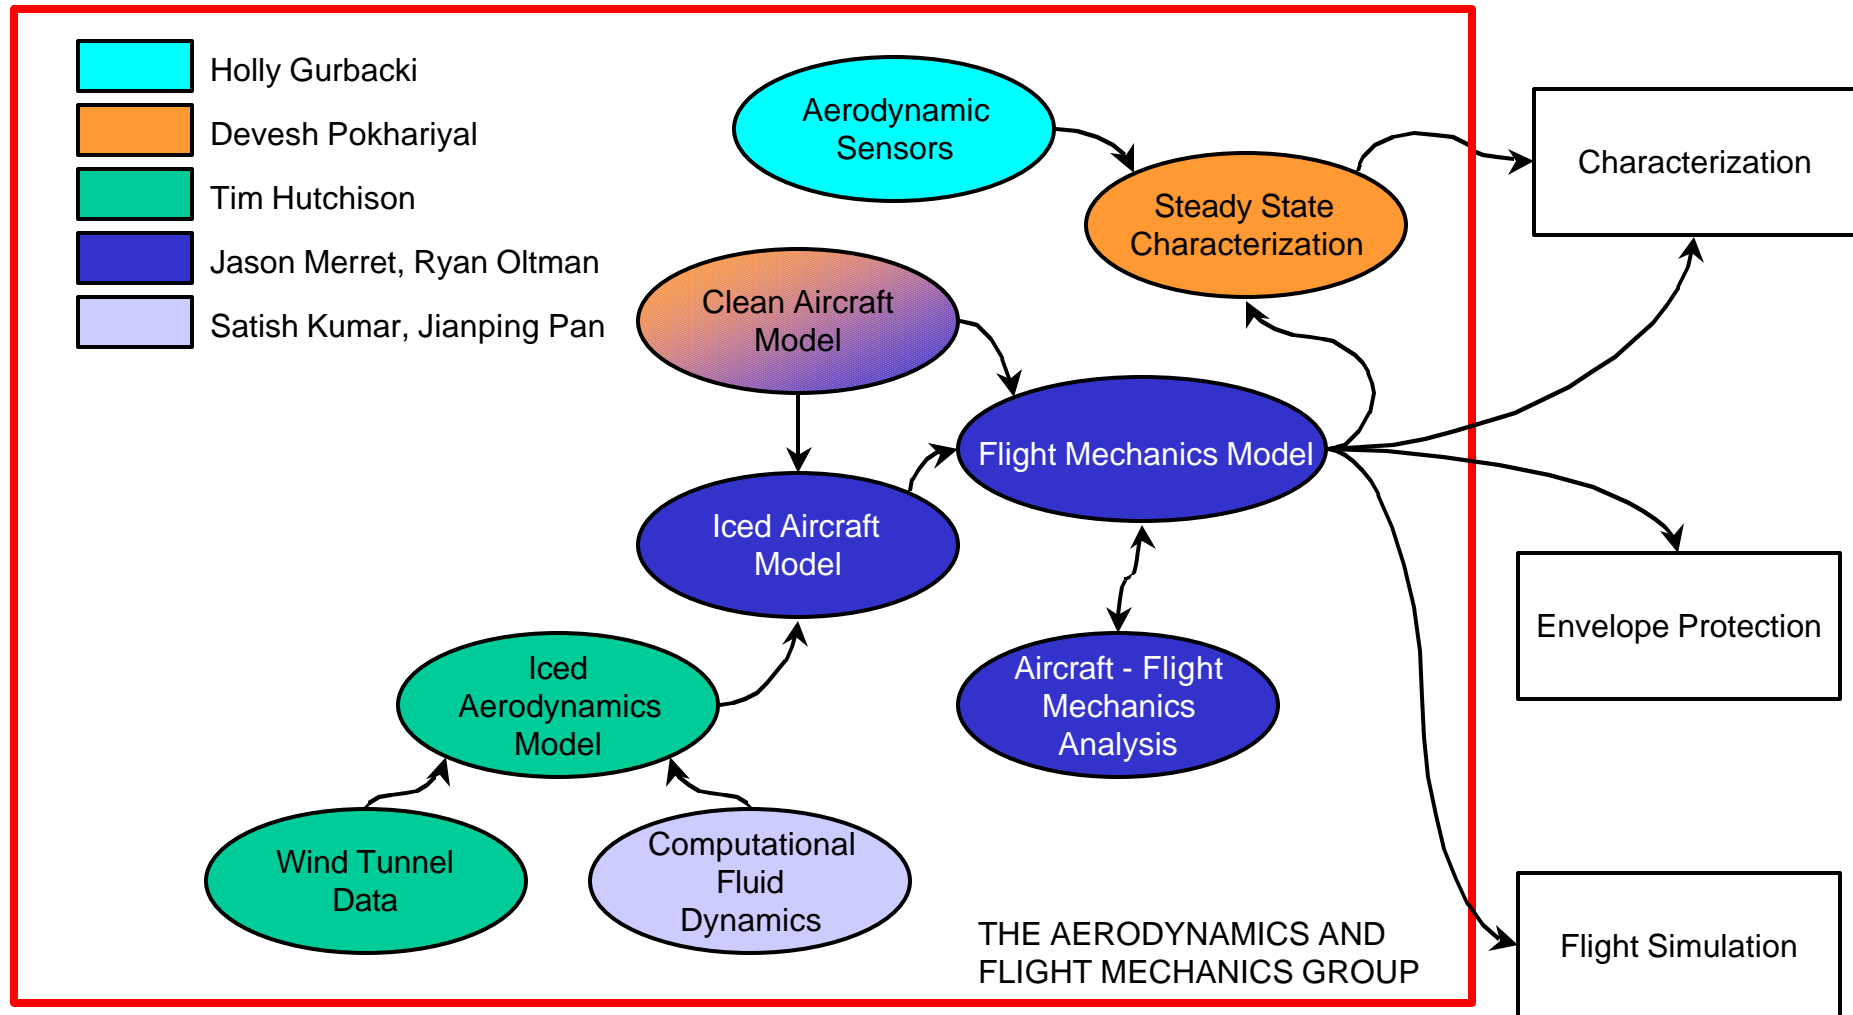 Holly Gurbacki
Devesh Pokhariyal
Tim Hutchison
Jason Merret, Ryan Oltman
Satish Kumar, Jianping Pan
Aerodynamic
Sensors
Steady State
Characterization
Characterization
Clean Aircraft
Model
Flight Mechanics Model
Iced Aircraft
Model
Envelope Protection
Iced
Aerodynamics
Model
Aircraft - Flight
Mechanics
Analysis
Wind Tunnel
Data
Computational
Fluid
Dynamics
THE AERODYNAMICS AND
FLIGHT MECHANICS GROUP
Flight Simulation